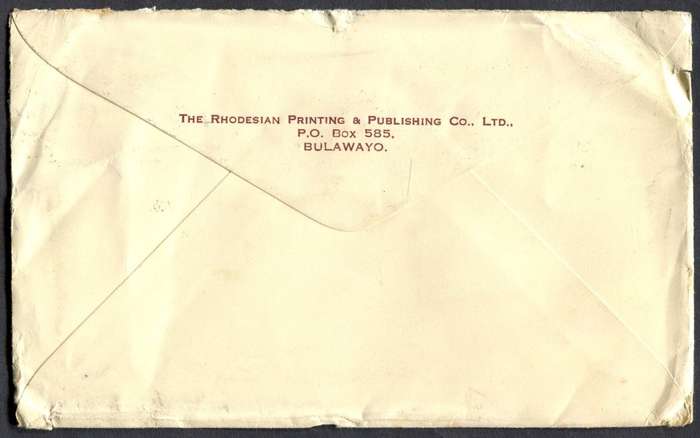 The Rhodesian Printing & Publishing Co., Ltd.,
P.O. Box 585,
BULAWAYO.